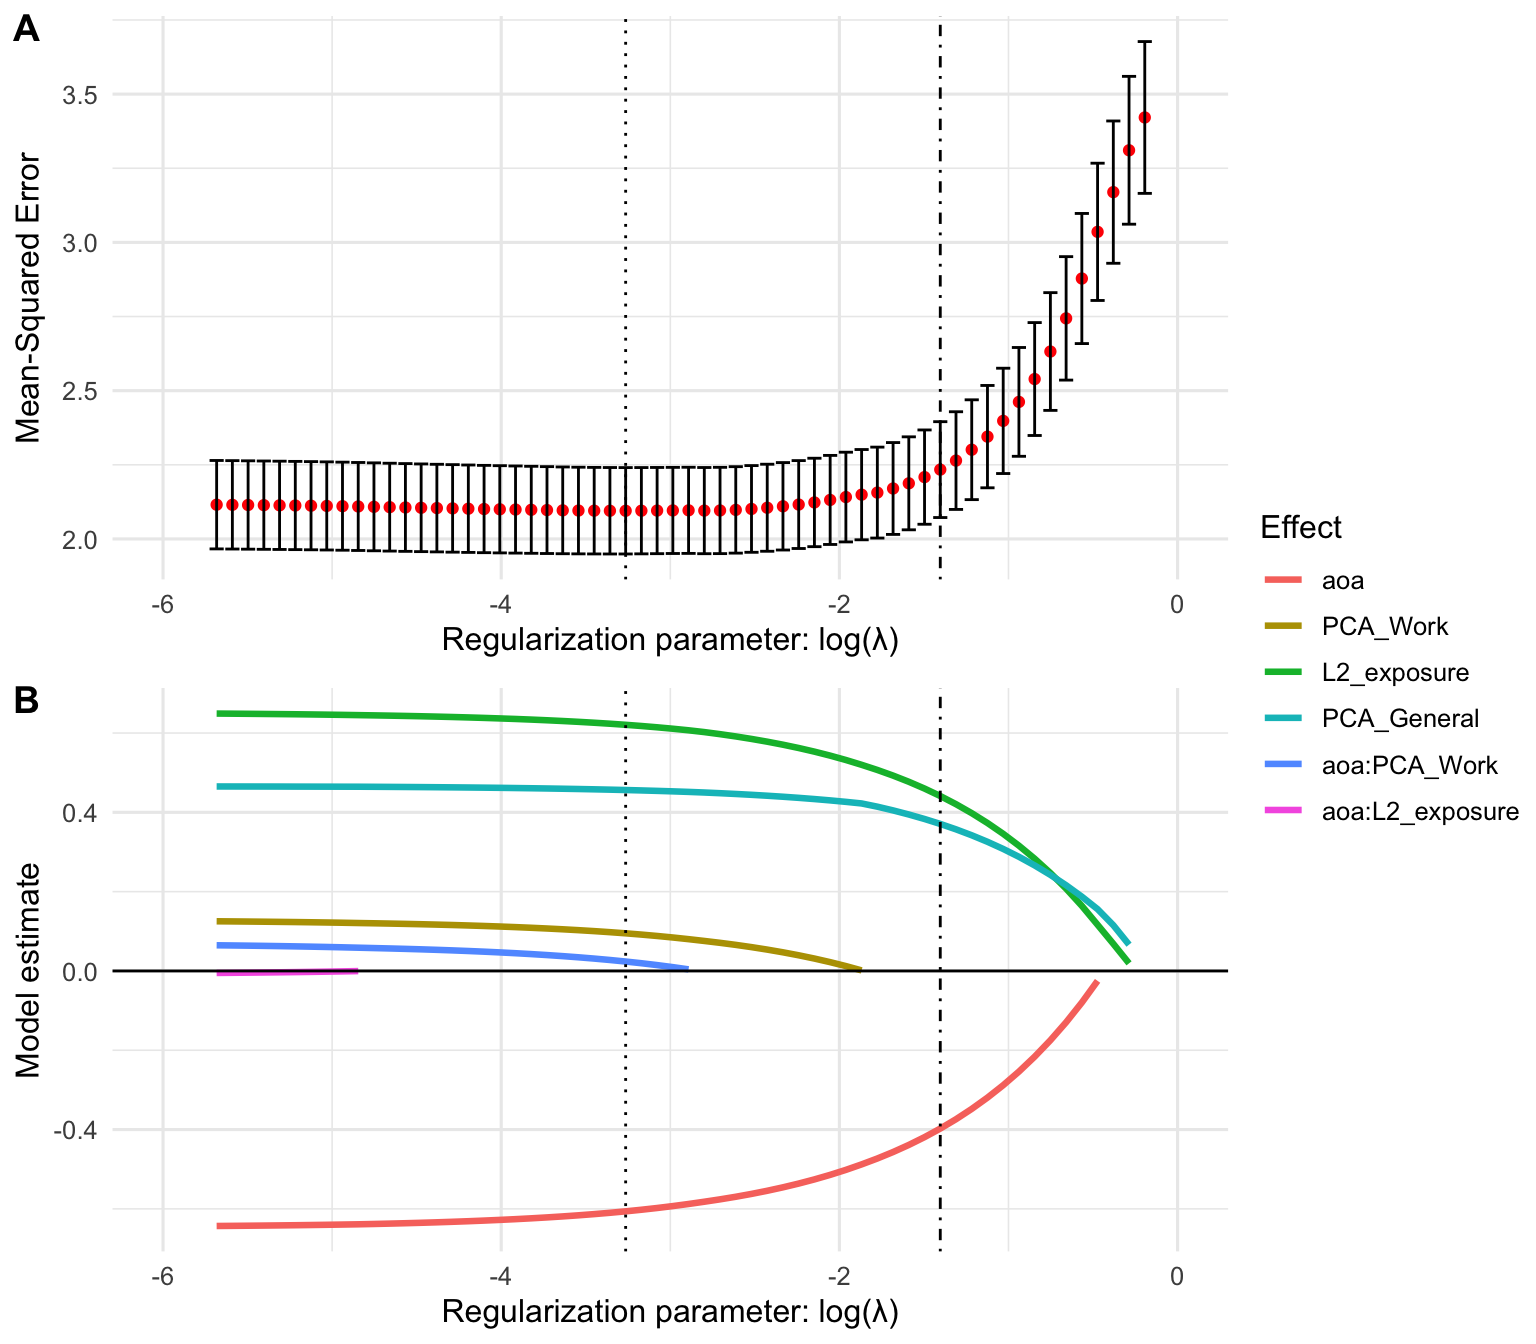 A
3.5
3.0
2.5
2.0
Mean-Squared Error
-6 -4 -2 0
Regularization parameter: log(λ)
Effect
aoa
PCA_Work
L2_exposure
PCA_General
aoa:PCA_Work
aoa:L2_exposure
B
0.4
0.0
-0.4
Model estimate
-6 -4 -2 0
Regularization parameter: log(λ)